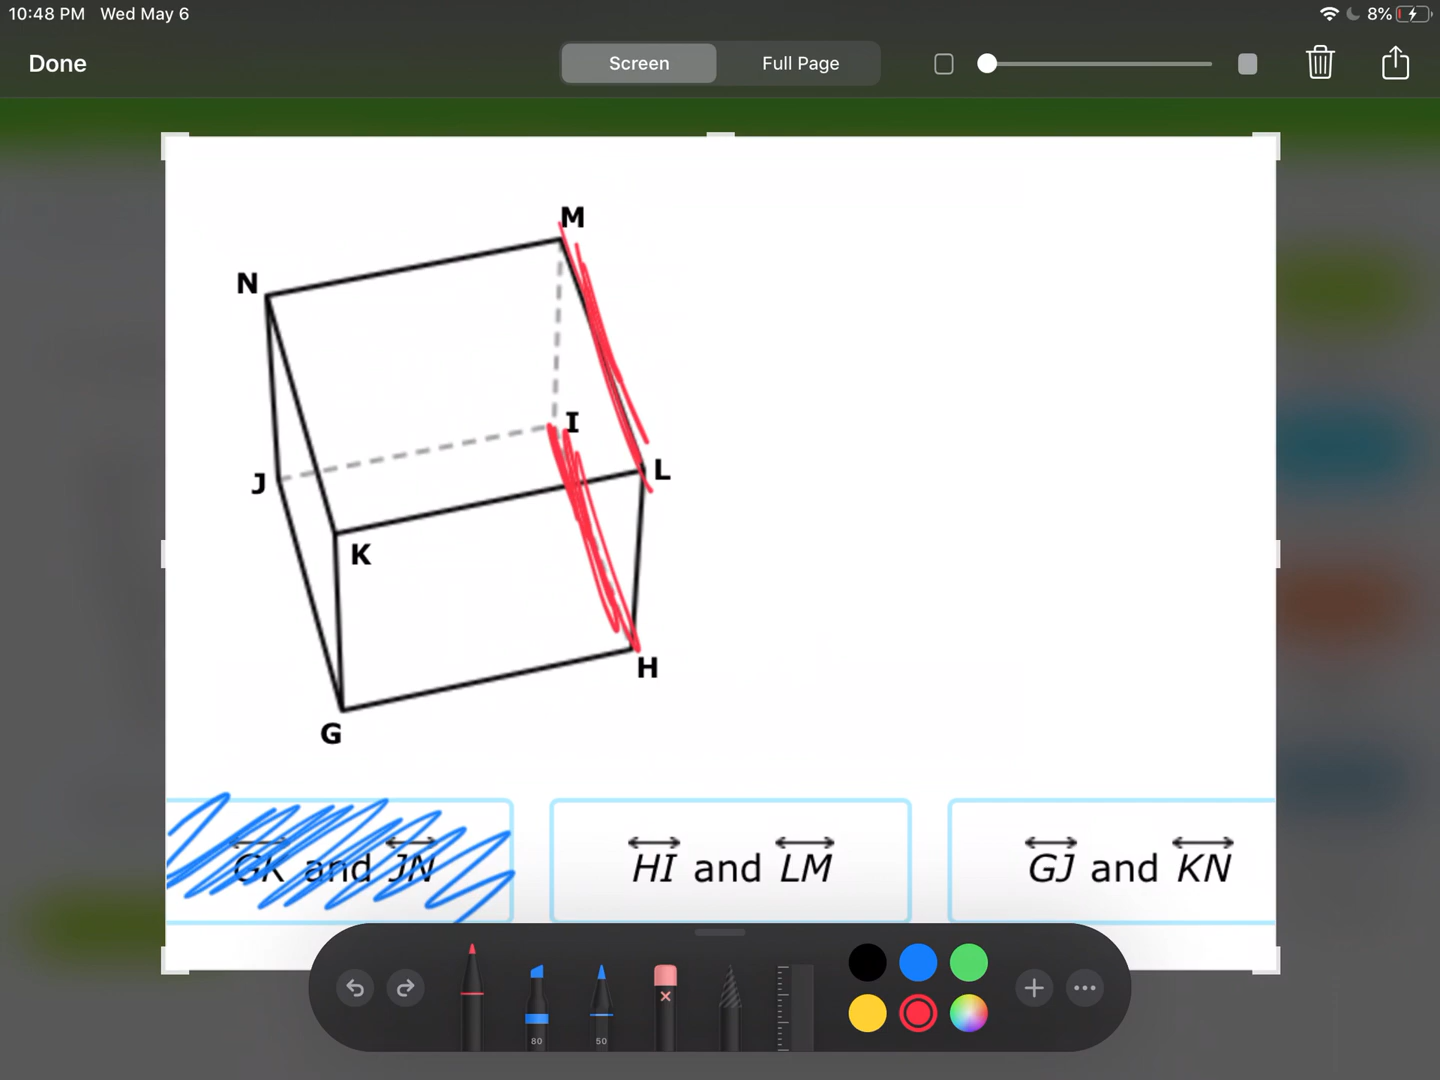 10:48 PM Wed May 6
8%
Done
Screen
Full Page
M
N
I
J
L
K
H
G
GK and JN
HI and LM
GJ and KN
80
50